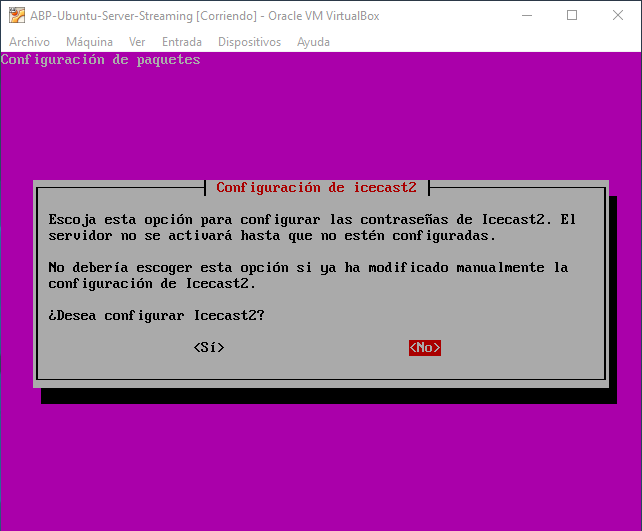 ABP-Ubuntu-Server-Streaming [Corriendo] - Oracle VM VirtualBox
Archivo Máquina Ver Entrada Dispositivos Ayuda
Configuración de paquetes
Configuración de icecast2
Escoja esta opción para configurar las contraseñas de Icecast2. El
servidor no se activará hasta que no estén configuradas.
No debería escoger esta opción si ya ha modificado manualmente la
configuración de Icecast2.
¿Desea configurar Icecast2?
<Sí> <No>